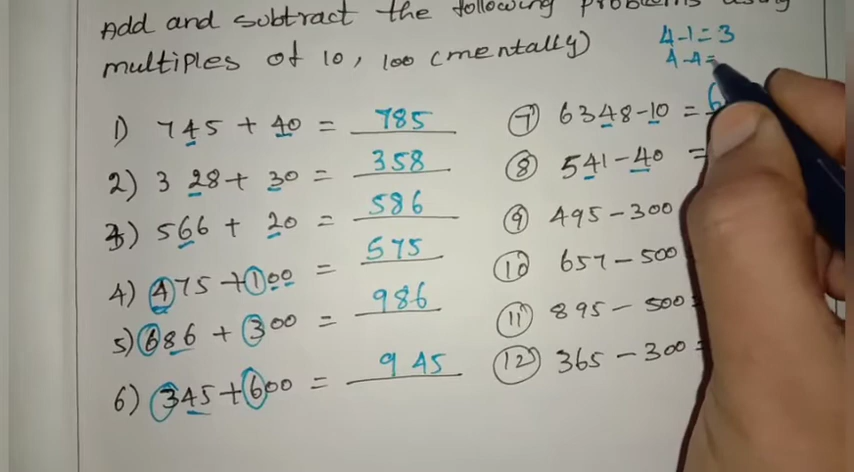 Add and subtract the following problems using
multiples of 10, 100 (mentally)
4-1=3
4-4=
1) 745 + 40 = 785
2) 328 + 30 = 358
3) 566 + 20 = 586
4) 475 + 100 = 575
5) 686 + 300 = 986
6) 345 + 600 = 945
7 6348 - 10 = 6
8 541 - 40 =
9 495 - 300
10 657 - 500
11 895 - 500 =
12 365 - 300 =